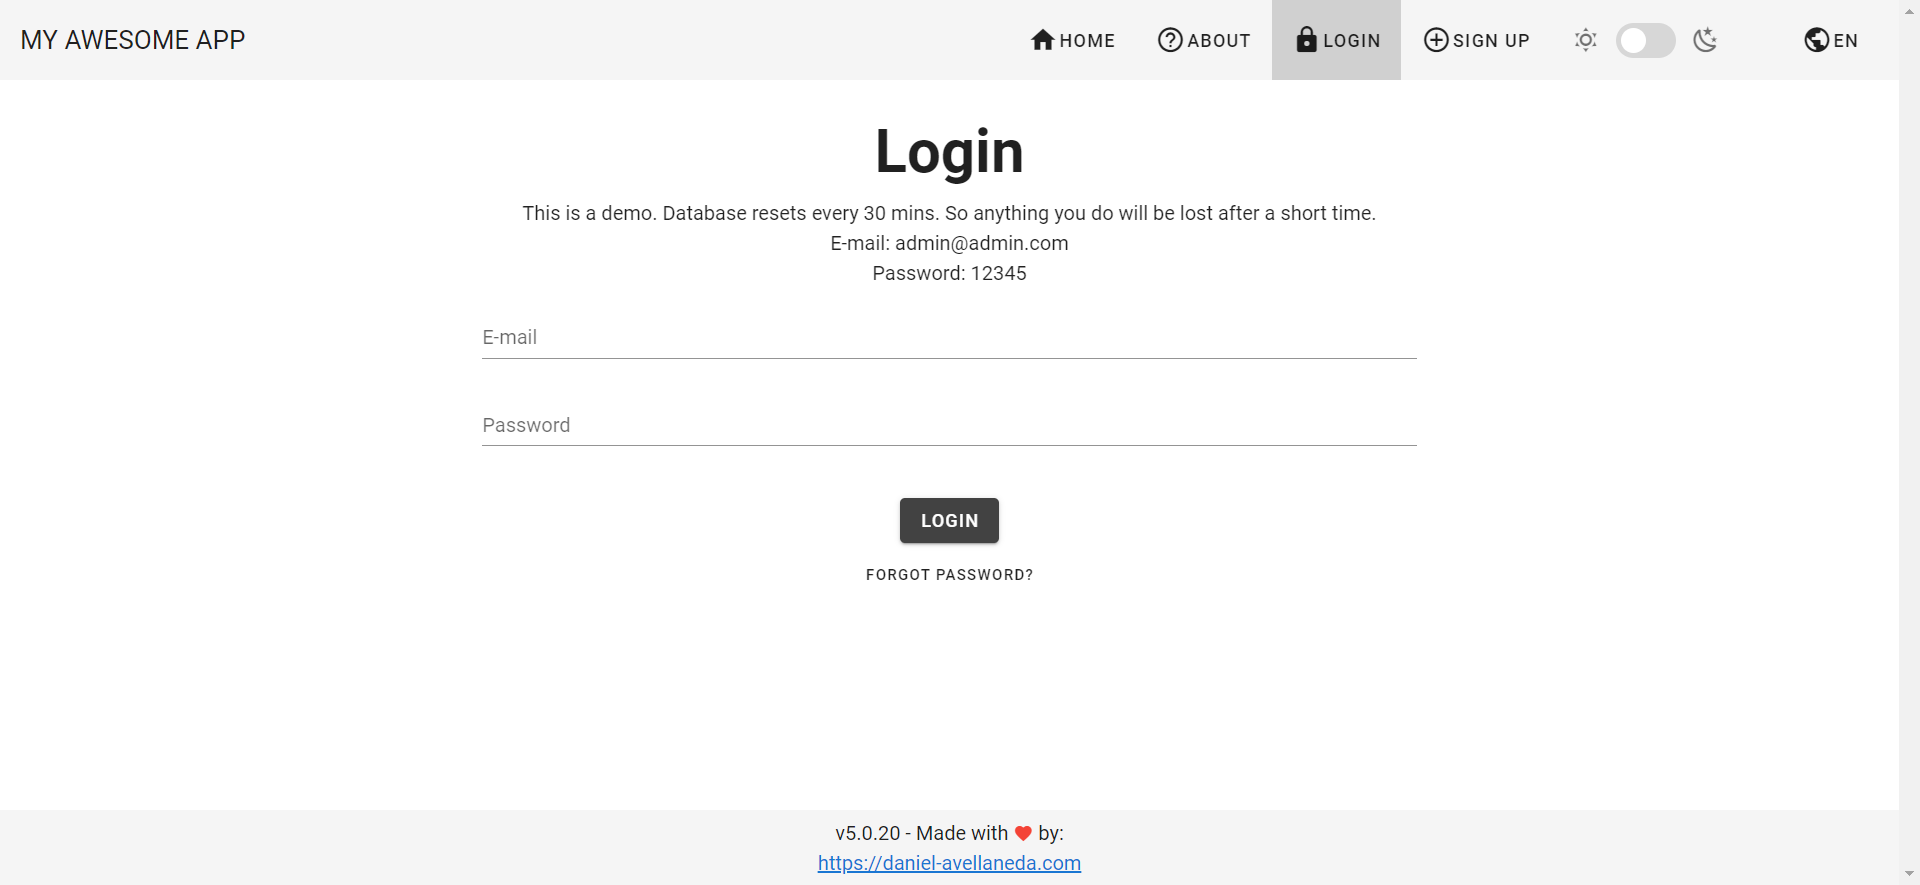 MY AWESOME APP
HOME
ABOUT
LOGIN
SIGN UP
EN
Login
This is a demo. Database resets every 30 mins. So anything you do will be lost after a short time.
E-mail: admin@admin.com
Password: 12345
E-mail
Password
LOGIN
FORGOT PASSWORD?
v5.0.20 - Made with ❤ by:
https://daniel-avellaneda.com